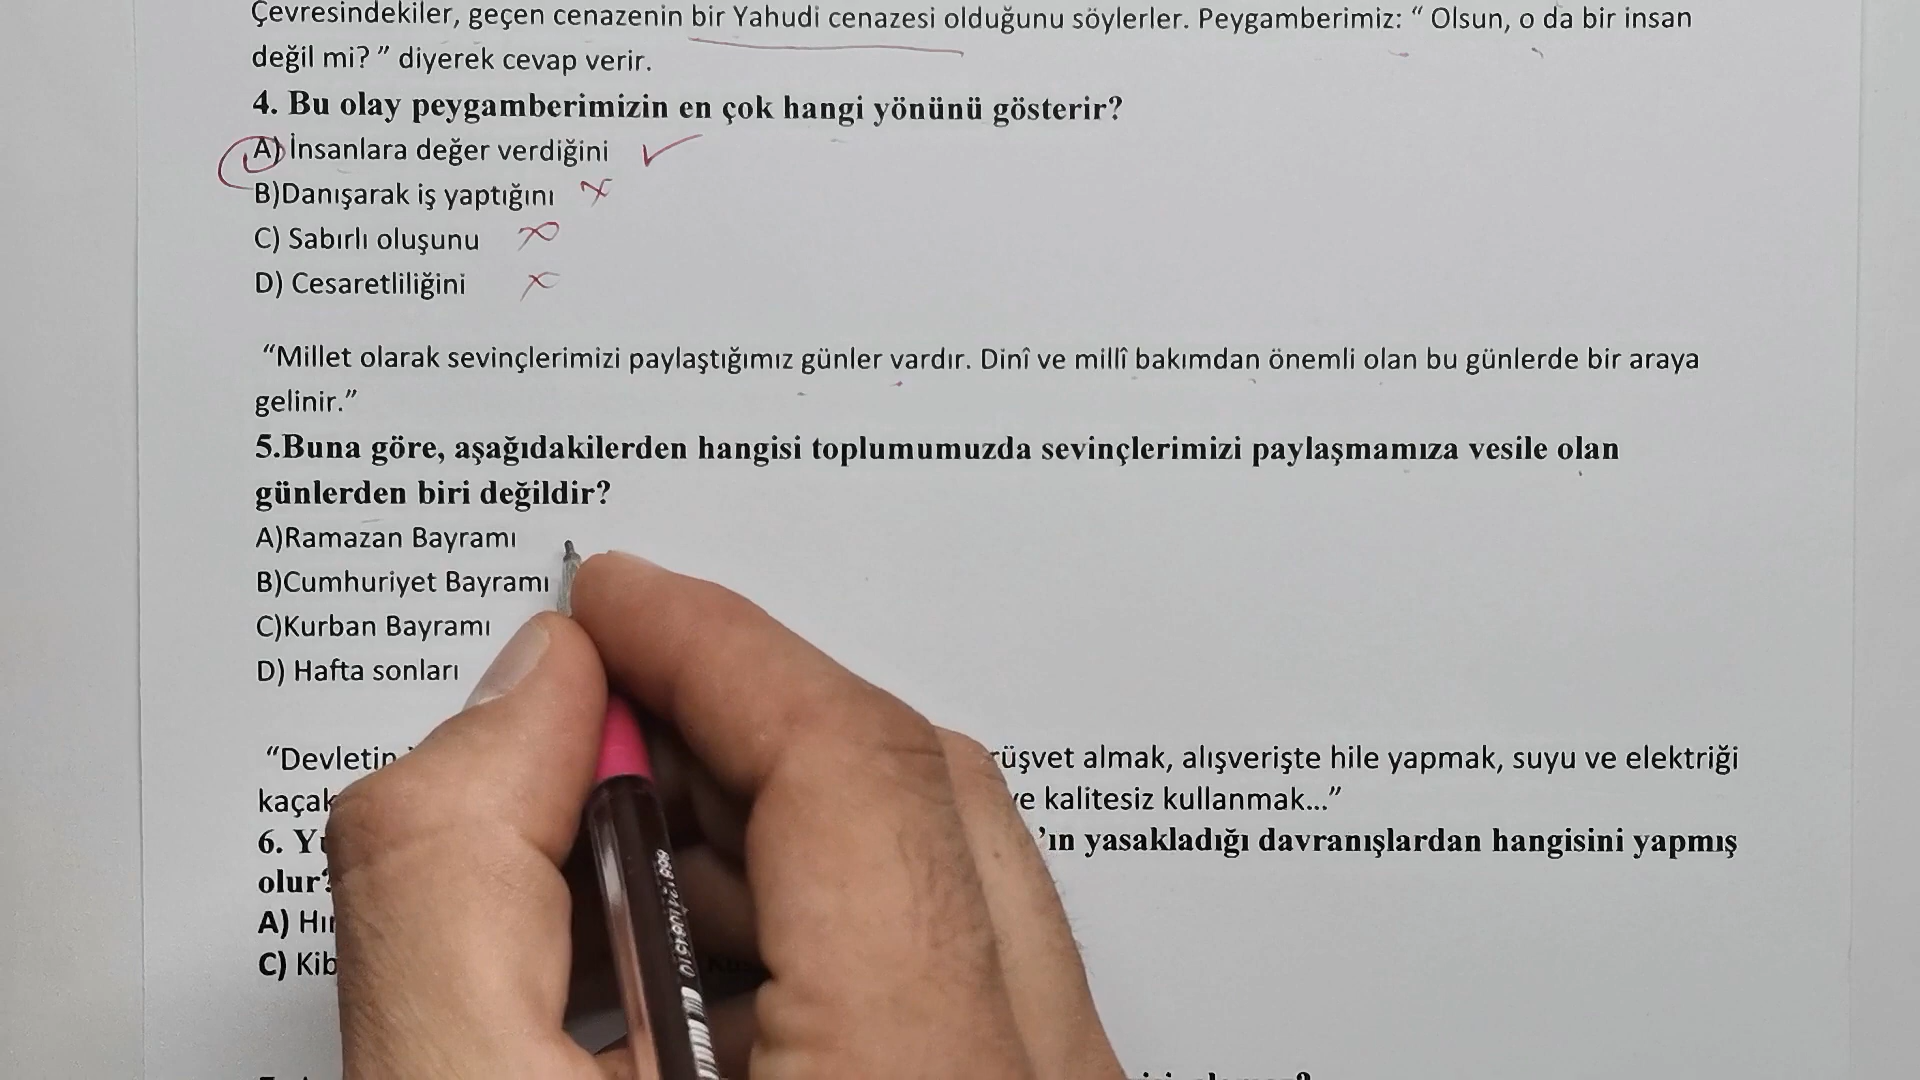 Çevresindekiler, geçen cenazenin bir Yahudi cenazesi olduğunu söylerler. Peygamberimiz: “ Olsun, o da bir insan
değil mi? ” diyerek cevap verir.
4. Bu olay peygamberimizin en çok hangi yönünü gösterir?
A) İnsanlara değer verdiğini
B)Danışarak iş yaptığını
C) Sabırlı oluşunu
D) Cesaretliliğini
“Millet olarak sevinçlerimizi paylaştığımız günler vardır. Dinî ve millî bakımdan önemli olan bu günlerde bir araya
gelinir.”
5.Buna göre, aşağıdakilerden hangisi toplumumuzda sevinçlerimizi paylaşmamıza vesile olan
günlerden biri değildir?
A)Ramazan Bayramı
B)Cumhuriyet Bayramı
C)Kurban Bayramı
D) Hafta sonları
“Devletin rüşvet almak, alışverişte hile yapmak, suyu ve elektriği
kaçak ve kalitesiz kullanmak...”
6. ’ın yasakladığı davranışlardan hangisini yapmış
olur?
A)
C)